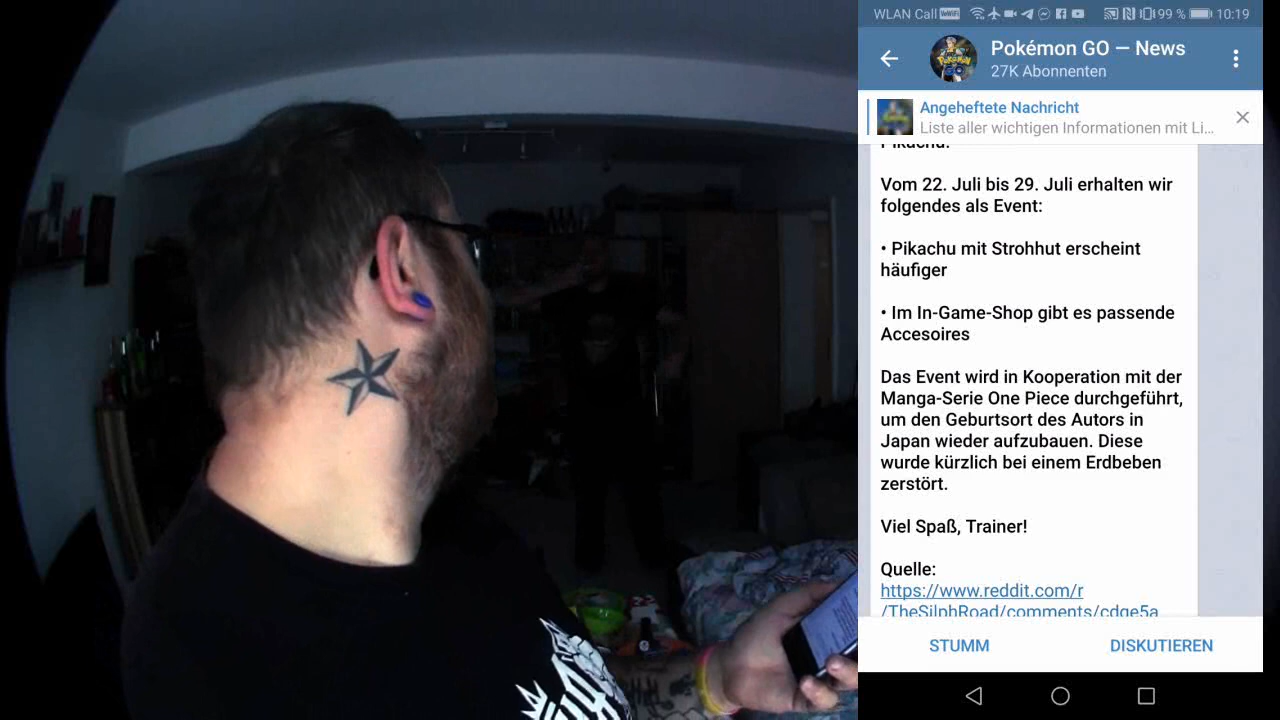 WLAN Call
99 % 10:19
Pokémon GO — News
27K Abonnenten
Angeheftete Nachricht
Liste aller wichtigen Informationen mit Li...
Pikachu!
Vom 22. Juli bis 29. Juli erhalten wir
folgendes als Event:
• Pikachu mit Strohhut erscheint
häufiger
• Im In-Game-Shop gibt es passende
Accesoires
Das Event wird in Kooperation mit der
Manga-Serie One Piece durchgeführt,
um den Geburtsort des Autors in
Japan wieder aufzubauen. Diese
wurde kürzlich bei einem Erdbeben
zerstört.
Viel Spaß, Trainer!
Quelle:
https://www.reddit.com/r
/TheSilphRoad/comments/cdqe5a
STUMM DISKUTIEREN